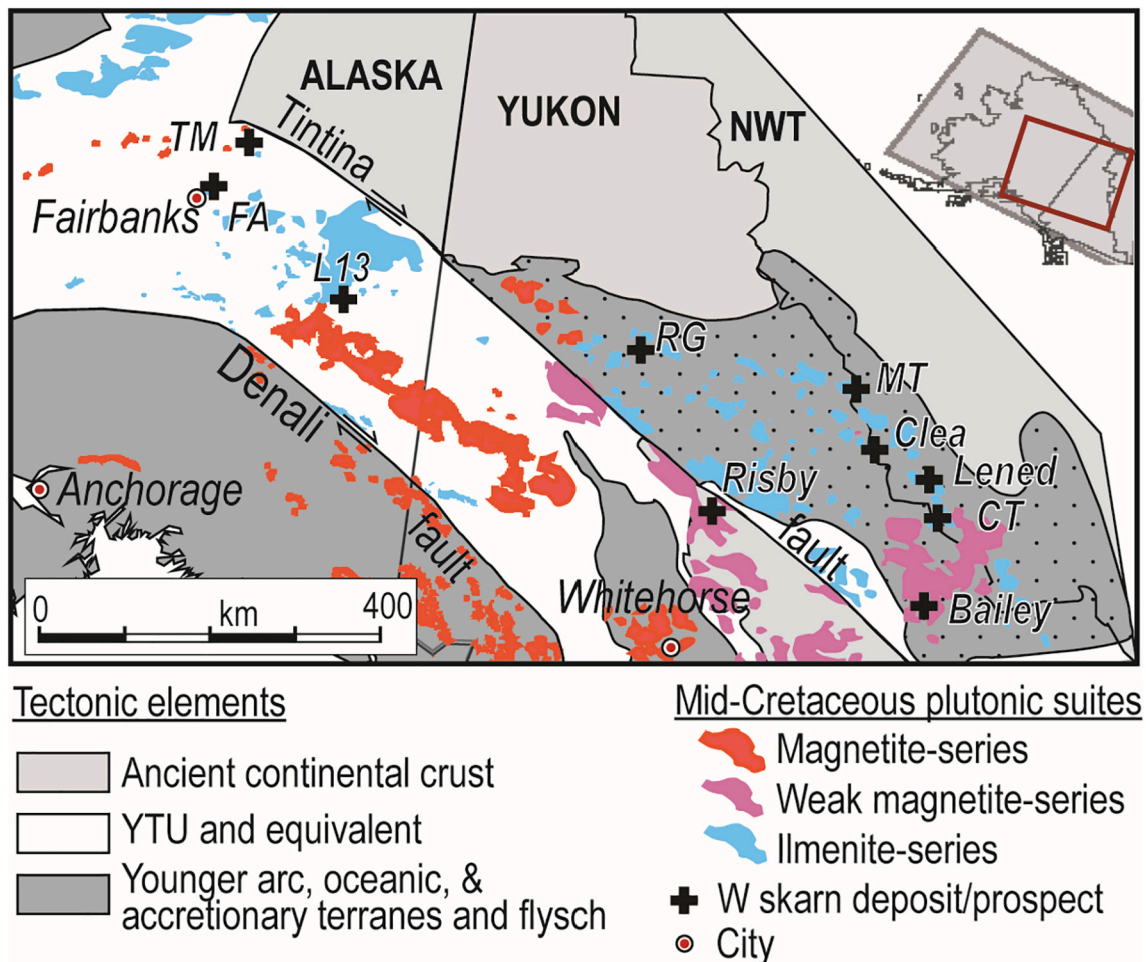 ALASKA
YUKON
NWT
TM
Tintina
Fairbanks
FA
L13
RG
MT
Denali
Clea
Lened
Anchorage
Risby
CT
fault
fault
Whitehorse
Bailey
0 km 400
Tectonic elements
Ancient continental crust
YTU and equivalent
Younger arc, oceanic, &
accretionary terranes and flysch
Mid-Cretaceous plutonic suites
Magnetite-series
Weak magnetite-series
Ilmenite-series
W skarn deposit/prospect
City